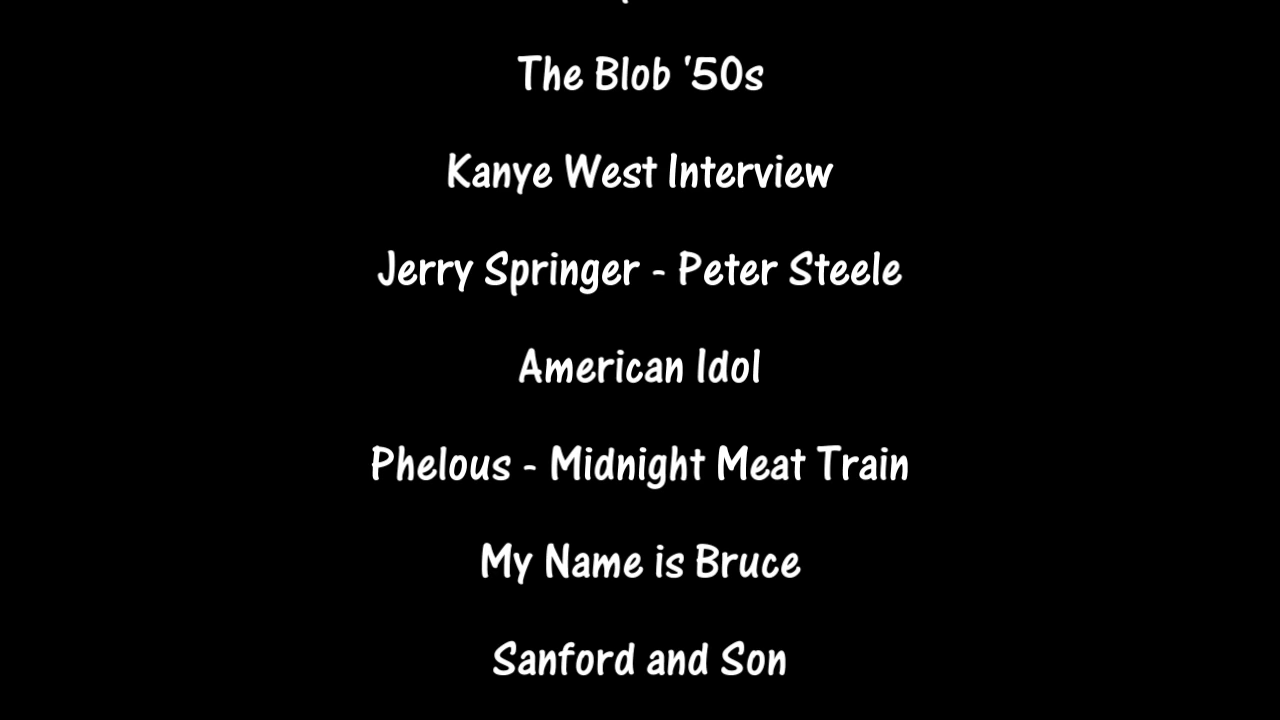 The Blob '50s
Kanye West Interview
Jerry Springer - Peter Steele
American Idol
Phelous - Midnight Meat Train
My Name is Bruce
Sanford and Son